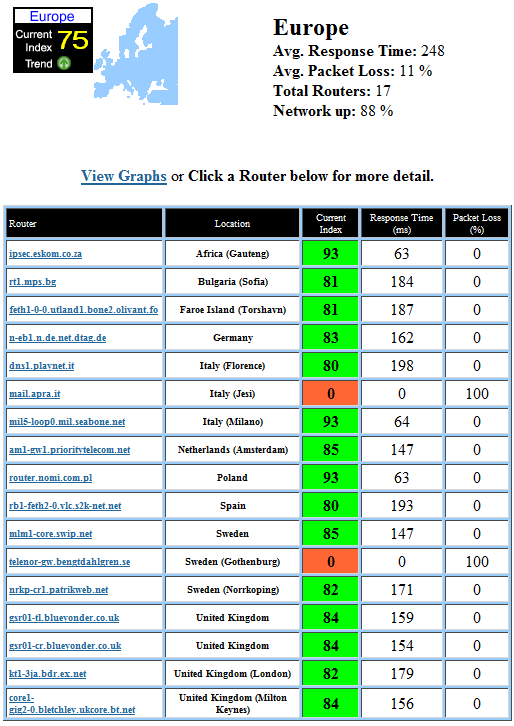 Europe
Current Index 75
Trend
Europe
Avg. Response Time: 248
Avg. Packet Loss: 11 %
Total Routers: 17
Network up: 88 %
View Graphs or Click a Router below for more detail.
Router Location Current Index Response Time (ms) Packet Loss (%)
ipsec.eskom.co.za Africa (Gauteng) 93 63 0
rt1.mps.bg Bulgaria (Sofia) 81 184 0
feth1-0-0.utland1.bone2.olivant.fo Faroe Island (Torshavn) 81 187 0
n-eb1.n.de.net.dtag.de Germany 83 162 0
dns1.playnet.it Italy (Florence) 80 198 0
mail.apra.it Italy (Jesi) 0 0 100
mil5-loop0.mil.seabone.net Italy (Milano) 93 64 0
am1-gw1.prioritytelecom.net Netherlands (Amsterdam) 85 147 0
router.nomi.com.pl Poland 93 63 0
rb1-feth2-0.vlc.s2k-net.net Spain 80 193 0
mlm1-core.swip.net Sweden 85 147 0
telenor-gw.bengtdahlgren.se Sweden (Gothenburg) 0 0 100
nrkp-cr1.patrikweb.net Sweden (Norrkoping) 82 171 0
gsr01-tl.blueyonder.co.uk United Kingdom 84 159 0
gsr01-cr.blueyonder.co.uk United Kingdom 84 154 0
kt1-3ja.bdr.ex.net United Kingdom (London) 82 179 0
core1-gig2-0.bletchley.ukcore.bt.net United Kingdom (Milton Keynes) 84 156 0